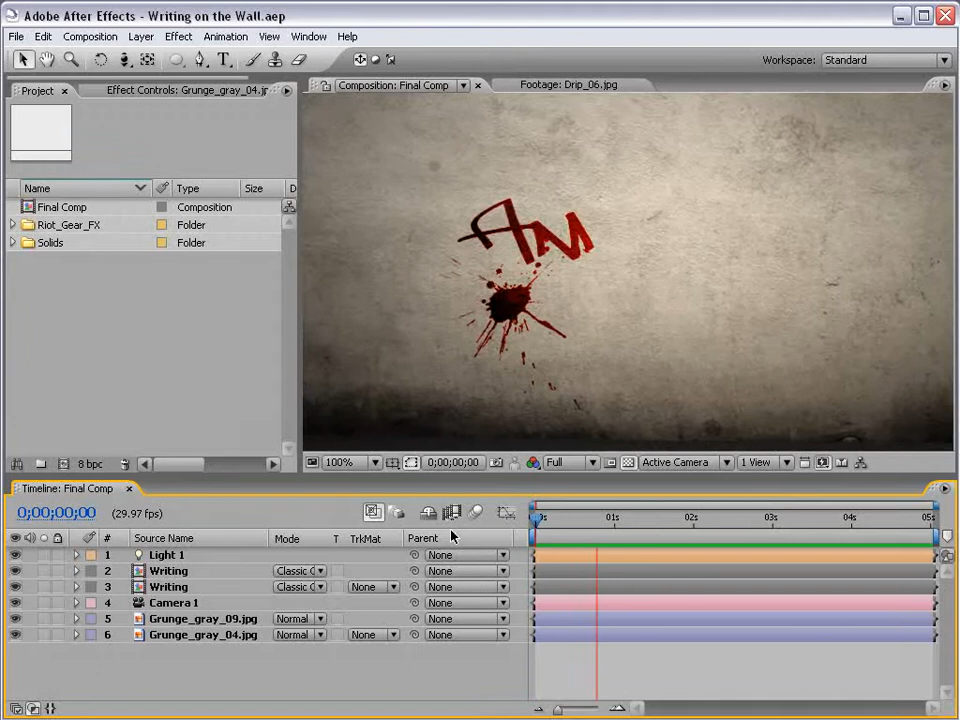 Adobe After Effects - Writing on the Wall.aep
File Edit Composition Layer Effect Animation View Window Help
Workspace: Standard
Project × Effect Controls: Grunge_gray_04.jp
Composition: Final Comp × Footage: Drip_06.jpg
AM
Name Type Size D
Final Comp Composition
Riot_Gear_FX Folder
Solids Folder
8 bpc
100% 0;00;00;00 Full Active Camera 1 View
Timeline: Final Comp ×
0;00;00;00 (29.97 fps)
0s 01s 02s 03s 04s 05s
# Source Name Mode T TrkMat Parent
1 Light 1 None
2 Writing Classic C None
3 Writing Classic C None None
4 Camera 1 None
5 Grunge_gray_09.jpg Normal None
6 Grunge_gray_04.jpg Normal None None